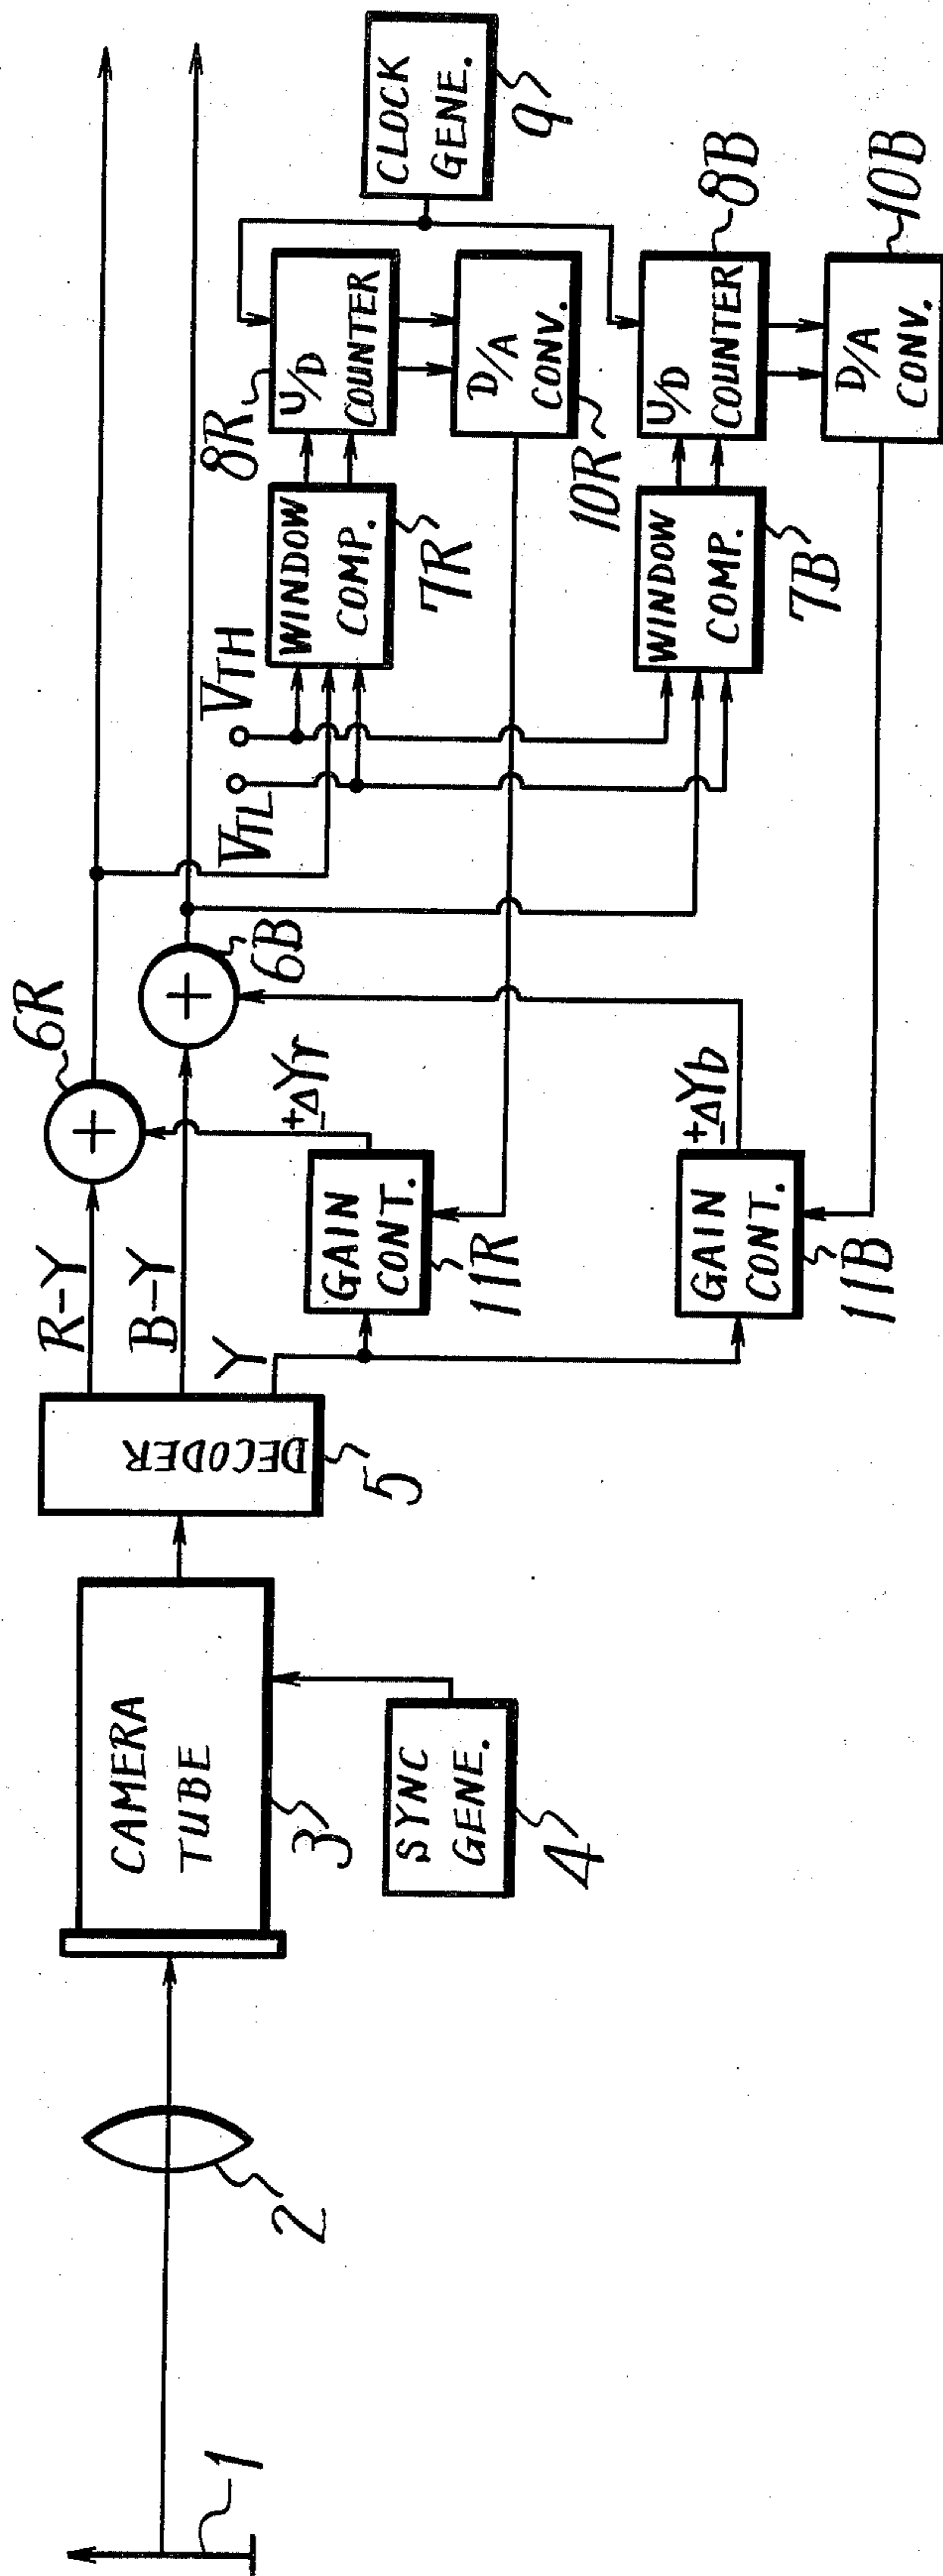 1
2
CAMERA
TUBE
3
SYNC
GENE.
4
DECODER
5
R-Y
B-Y
Y
6R
6B
GAIN
CONT.
11R
±ΔYr
GAIN
CONT.
11B
±ΔYb
VTL
VTH
WINDOW
COMP.
7R
WINDOW
COMP.
7B
8R
U/D
COUNTER
D/A
CONV.
10R
U/D
COUNTER
8B
D/A
CONV.
10B
CLOCK
GENE.
9